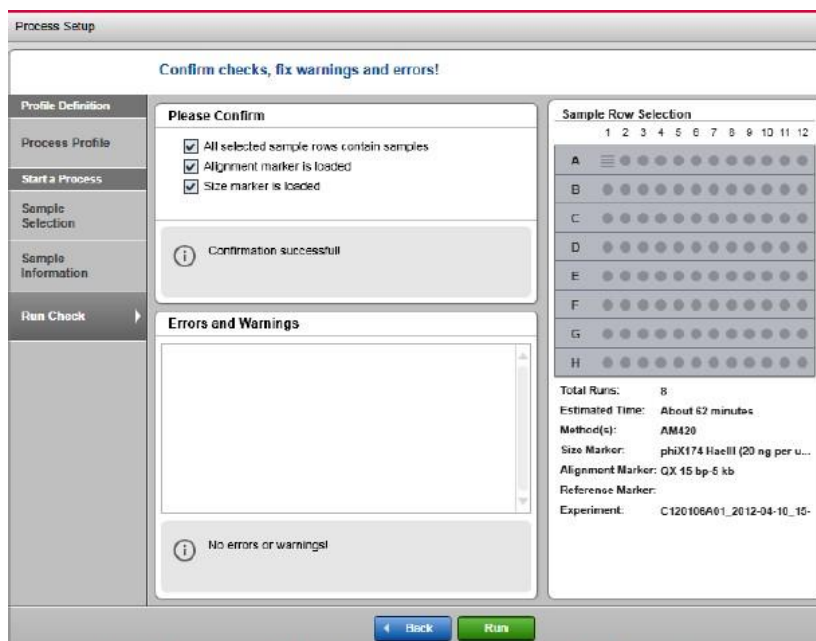 Process Setup
Confirm checks, fix warnings and errors!
Profile Definition
Process Profile
Start a Process
Sample
Selection
Sample
Information
Run Check
Please Confirm
All selected sample rows contain samples
Alignment marker is loaded
Size marker is loaded
Confirmation successful!
Errors and Warnings
No errors or warnings!
Sample Row Selection
1 2 3 4 5 6 7 8 9 10 11 12
A
B
C
D
E
F
G
H
Total Runs: 8
Estimated Time: About 62 minutes
Method(s): AM420
Size Marker: phiX174 HaeIII (20 ng per u...
Alignment Marker: QX 15 bp-5 kb
Reference Marker:
Experiment: C120106A01_2012-04-10_15-
Back
Run